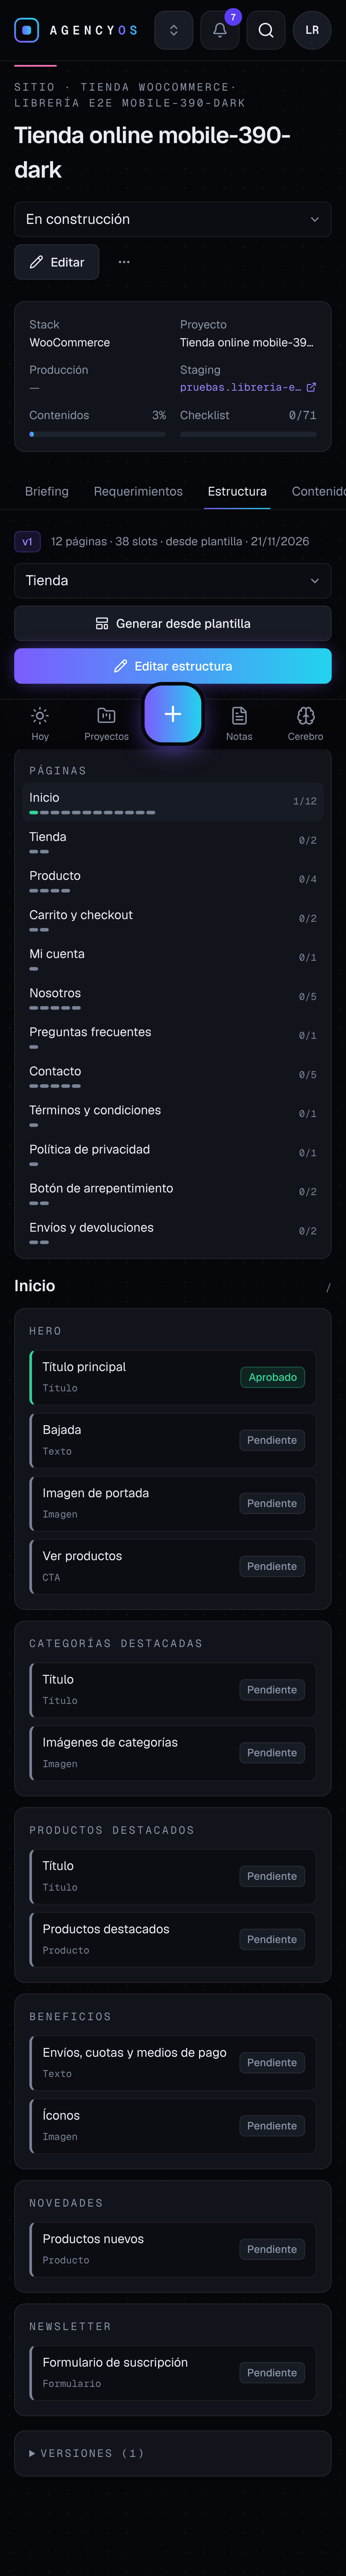 AGENCYOS
7
LR
SITIO · TIENDA WOOCOMMERCE·
LIBRERÍA E2E MOBILE-390-DARK
Tienda online mobile-390-
dark
En construcción
Editar
Stack
Proyecto
WooCommerce
Tienda online mobile-39…
Producción
Staging
—
pruebas.libreria-e…
Contenidos 3%
Checklist 0/71
Briefing Requerimientos Estructura Contenido
v1 12 páginas · 38 slots · desde plantilla · 21/11/2026
Tienda
Generar desde plantilla
Editar estructura
Hoy Proyectos Notas Cerebro
PÁGINAS
Inicio 1/12
Tienda 0/2
Producto 0/4
Carrito y checkout 0/2
Mi cuenta 0/1
Nosotros 0/5
Preguntas frecuentes 0/1
Contacto 0/5
Términos y condiciones 0/1
Política de privacidad 0/1
Botón de arrepentimiento 0/2
Envíos y devoluciones 0/2
Inicio /
HERO
Título principal
Título
Aprobado
Bajada
Texto
Pendiente
Imagen de portada
Imagen
Pendiente
Ver productos
CTA
Pendiente
CATEGORÍAS DESTACADAS
Título
Título
Pendiente
Imágenes de categorías
Imagen
Pendiente
PRODUCTOS DESTACADOS
Título
Título
Pendiente
Productos destacados
Producto
Pendiente
BENEFICIOS
Envíos, cuotas y medios de pago
Texto
Pendiente
Íconos
Imagen
Pendiente
NOVEDADES
Productos nuevos
Producto
Pendiente
NEWSLETTER
Formulario de suscripción
Formulario
Pendiente
VERSIONES (1)